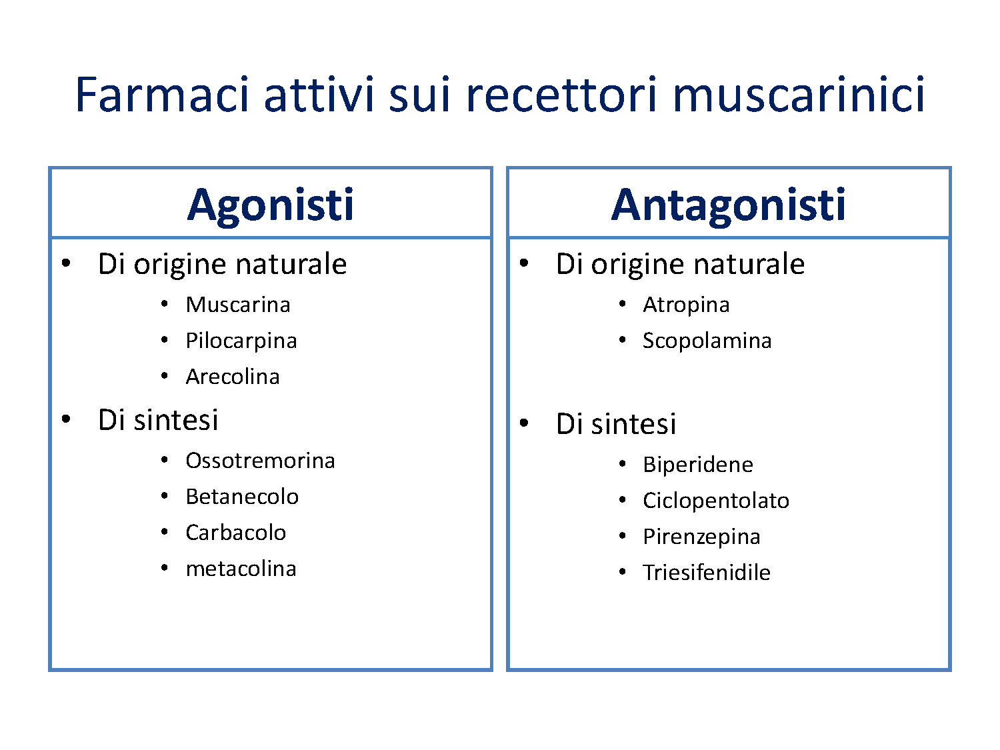 Farmaci attivi sui recettori muscarinici
Agonisti
• Di origine naturale
• Muscarina
• Pilocarpina
• Arecolina
• Di sintesi
• Ossotremorina
• Betanecolo
• Carbacolo
• metacolina
Antagonisti
• Di origine naturale
• Atropina
• Scopolamina
• Di sintesi
• Biperidene
• Ciclopentolato
• Pirenzepina
• Triesifenidile